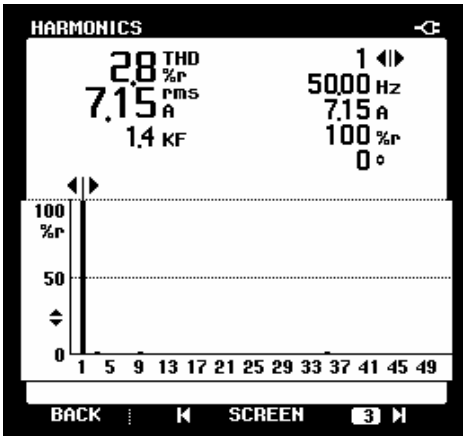 HARMONICS
2.8 THD %r
7.15 rms A
1.4 KF
1
50.00 Hz
7.15 A
100 %r
0 °
100
%r
50
0
1 5 9 13 17 21 25 29 33 37 41 45 49
BACK SCREEN 3